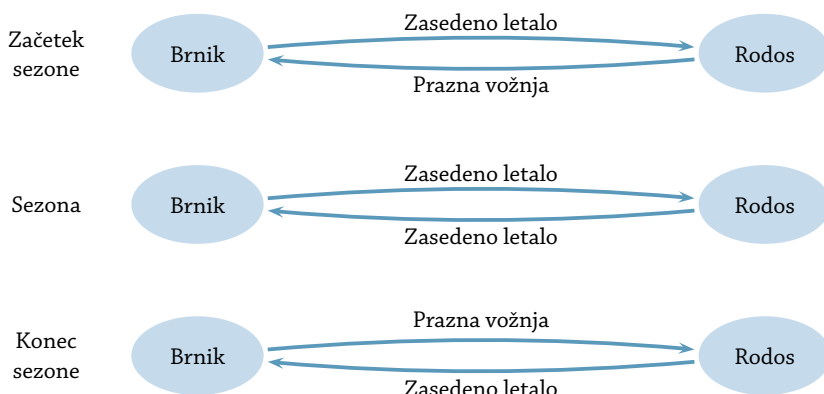 Začetek
sezone
Brnik
Zasedeno letalo
Prazna vožnja
Rodos
Sezona
Brnik
Zasedeno letalo
Zasedeno letalo
Rodos
Konec
sezone
Brnik
Prazna vožnja
Zasedeno letalo
Rodos